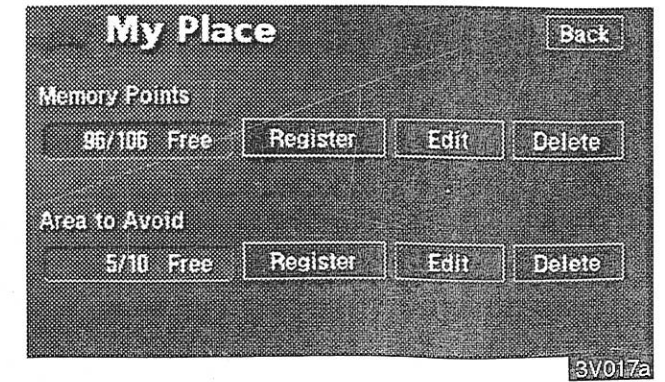 My Place Back
Memory Points
96/106 Free Register Edit Delete
Area to Avoid
5/10 Free Register Edit Delete
3V017a